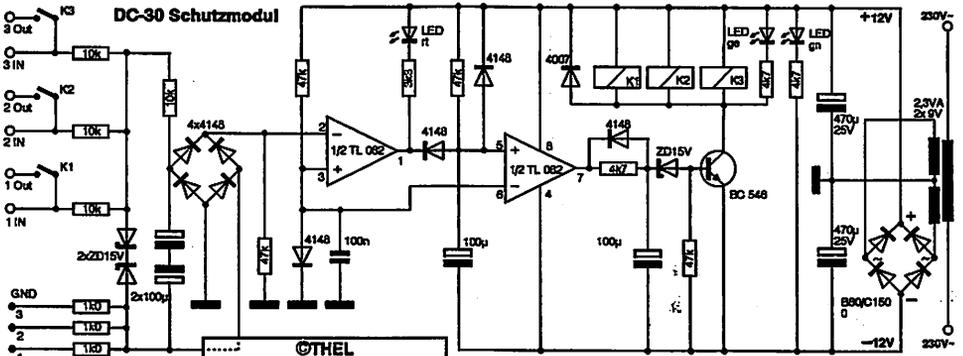 DC-30 Schutzmodul
K3
3 Out
3 IN
10k
K2
2 Out
2 IN
10k
K1
1 Out
1 IN
10k
10k
4x4148
2xZD15V
2x100µ
GND
3
1k0
2
1k0
1k0
47k
47k
2
3
1
1/2 TL 082
4148
100n
LED
rt
3k3
4148
47k
4148
100µ
5
6
7
8
4
1/2 TL 082
4148
4k7
ZD15V
100µ
47k
BC 546
4007
K1
K2
K3
LED
ge
4k7
LED
gn
4k7
+12V
230V~
470µ
25V
2,3VA
2x 9V
470µ
25V
+
~
~
−
B80/C150
0
−12V
230V~
©THEL